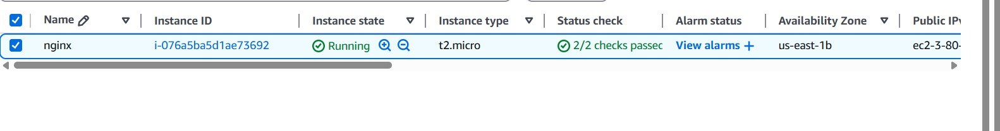 Name Instance ID Instance state Instance type Status check Alarm status Availability Zone Public IPv
nginx i-076a5ba5d1ae73692 Running t2.micro 2/2 checks passec View alarms + us-east-1b ec2-3-80-